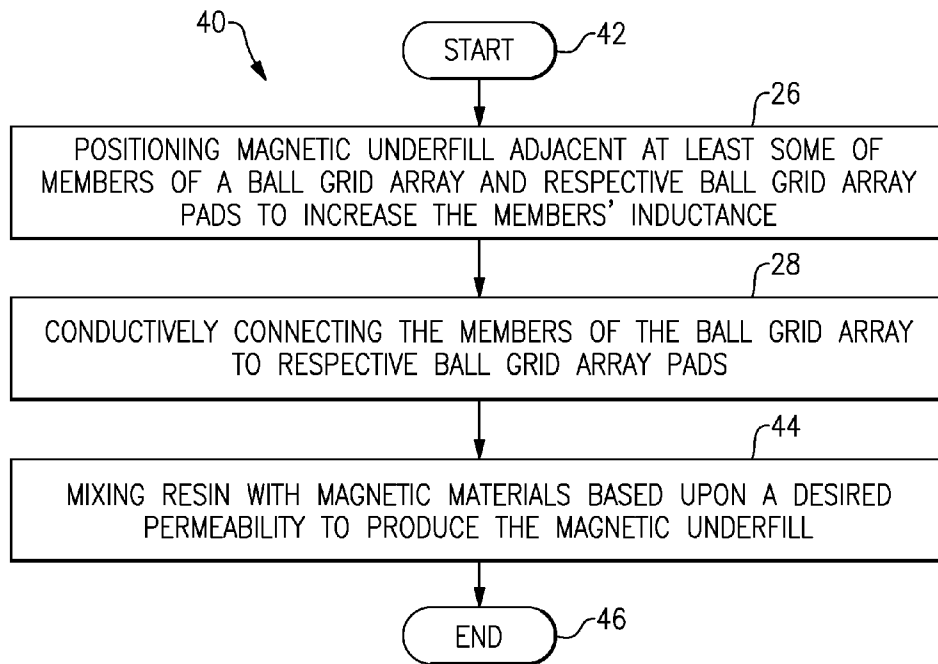 40
START
42
26
POSITIONING MAGNETIC UNDERFILL ADJACENT AT LEAST SOME OF
MEMBERS OF A BALL GRID ARRAY AND RESPECTIVE BALL GRID ARRAY
PADS TO INCREASE THE MEMBERS' INDUCTANCE
28
CONDUCTIVELY CONNECTING THE MEMBERS OF THE BALL GRID ARRAY
TO RESPECTIVE BALL GRID ARRAY PADS
44
MIXING RESIN WITH MAGNETIC MATERIALS BASED UPON A DESIRED
PERMEABILITY TO PRODUCE THE MAGNETIC UNDERFILL
END
46